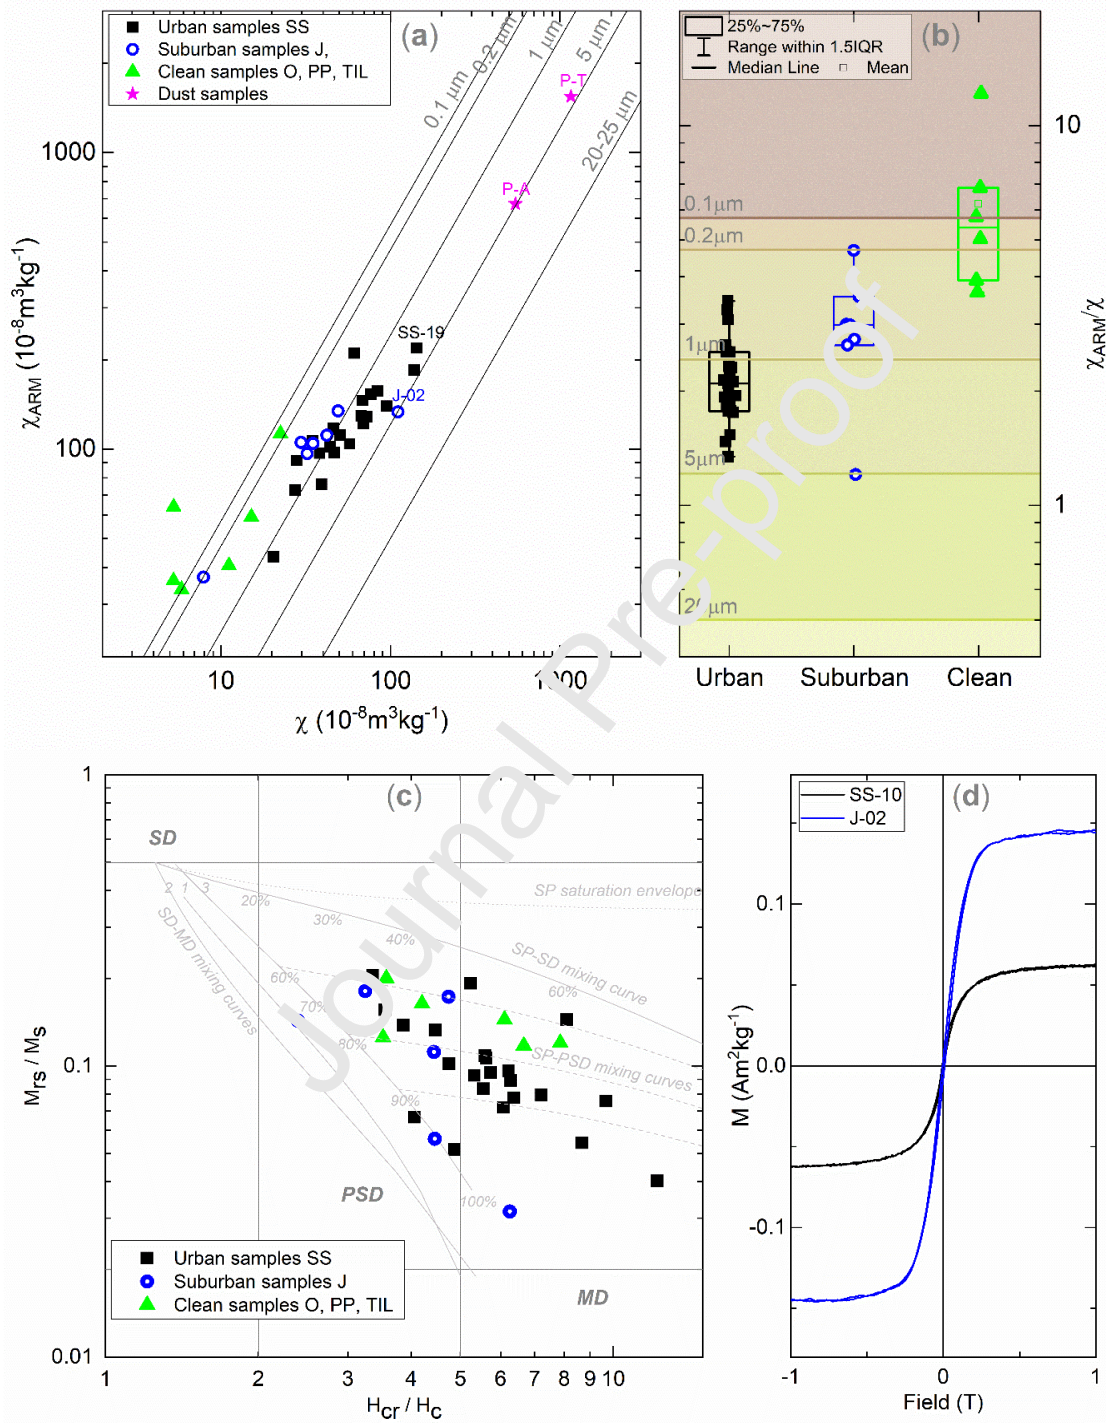 Urban samples SS
Suburban samples J,
Clean samples O, PP, TIL
Dust samples
(a)
0.1 μm
0.2 μm
1 μm
5 μm
20-25 μm
P-T
P-A
SS-19
J-02
1000
100
χARM (10-8m3kg-1)
10
100
1000
χ (10-8m3kg-1)
25%~75%
Range within 1.5IQR
Median Line
Mean
(b)
0.1μm
0.2μm
1μm
5μm
20μm
10
1
χARM/χ
Urban
Suburban
Clean
Journal Pre-proof
(c)
SD
2 1 3
20%
30%
40%
60%
SP saturation envelope
SP-SD mixing curve
SD-MD mixing curves
60%
70%
80%
90%
100%
SP-PSD mixing curves
PSD
MD
Urban samples SS
Suburban samples J
Clean samples O, PP, TIL
1
0.1
0.01
Mrs / Ms
1
2
3
4
5
6
7
8
9
10
Hcr / Hc
SS-10
J-02
(d)
0.1
0.0
-0.1
M (Am2kg-1)
-1
0
1
Field (T)